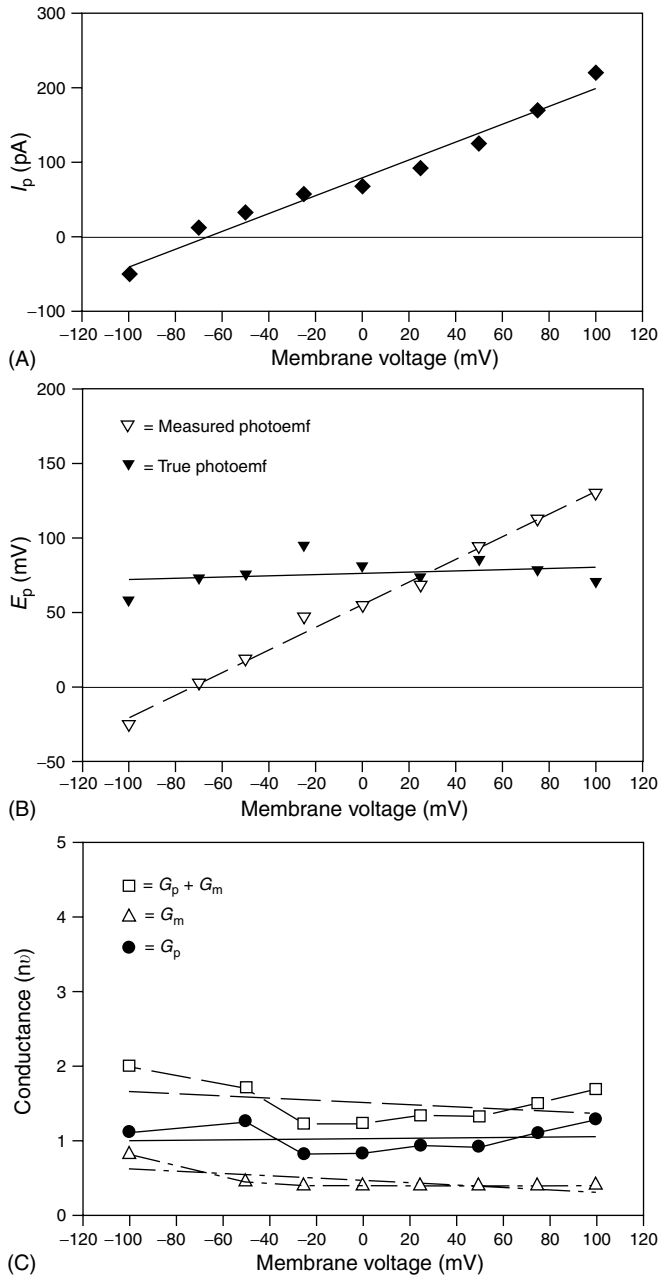 300
200
100
0
–100
I_p (pA)
–120 –100 –80 –60 –40 –20 0 20 40 60 80 100 120
(A) Membrane voltage (mV)
200
150
100
50
0
–50
E_p (mV)
= Measured photoemf
= True photoemf
–120 –100 –80 –60 –40 –20 0 20 40 60 80 100 120
(B) Membrane voltage (mV)
5
4
3
2
1
0
Conductance (nʋ)
= G_p + G_m
= G_m
= G_p
–120 –100 –80 –60 –40 –20 0 20 40 60 80 100 120
(C) Membrane voltage (mV)